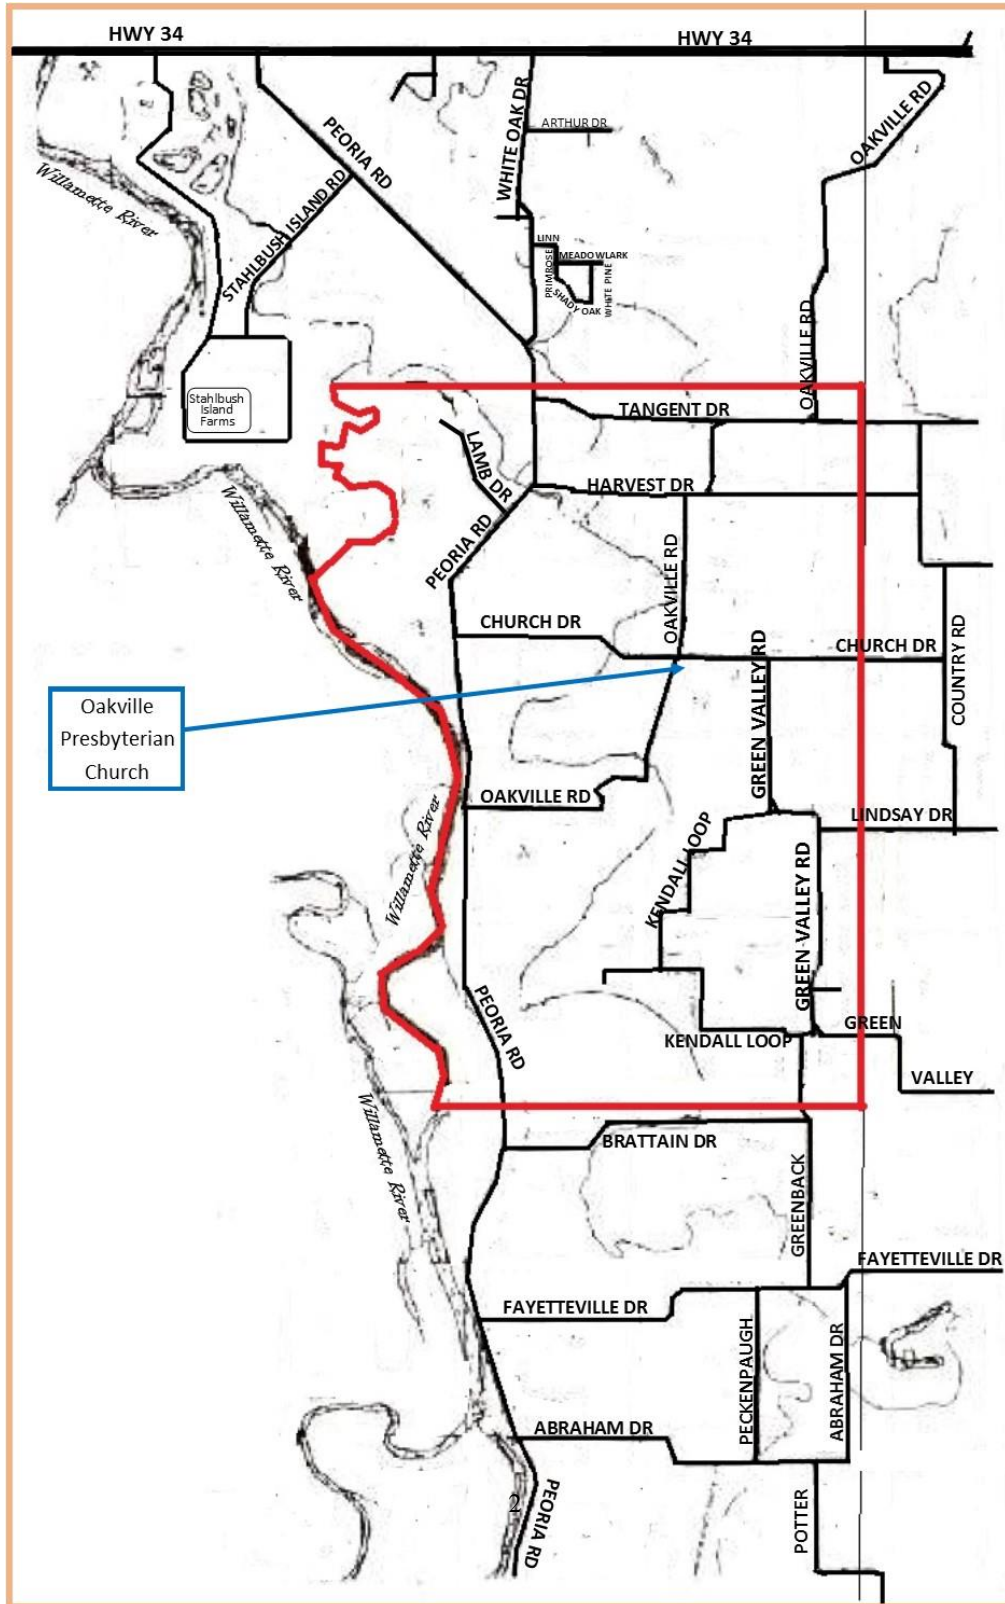 HWY 34
HWY 34
PEORIA RD
WHITE OAK DR
ARTHUR DR
OAKVILLE RD
Willamette River
STAHLBUSH ISLAND RD
LINN
MEADOWLARK
PRIMROSE
SHADY OAK
WHITE PINE
OAKVILLE RD
Stahlbush
Island
Farms
TANGENT DR
LAMB DR
HARVEST DR
Willamette River
PEORIA RD
OAKVILLE RD
CHURCH DR
CHURCH DR
GREEN VALLEY RD
COUNTRY RD
Oakville
Presbyterian
Church
OAKVILLE RD
LINDSAY DR
KENDALL LOOP
Willamette River
GREEN VALLEY RD
PEORIA RD
KENDALL LOOP
GREEN
VALLEY
Willamette River
BRATTAIN DR
GREENBACK
FAYETTEVILLE DR
FAYETTEVILLE DR
PECKENPAUGH
ABRAHAM DR
ABRAHAM DR
2
PEORIA RD
POTTER